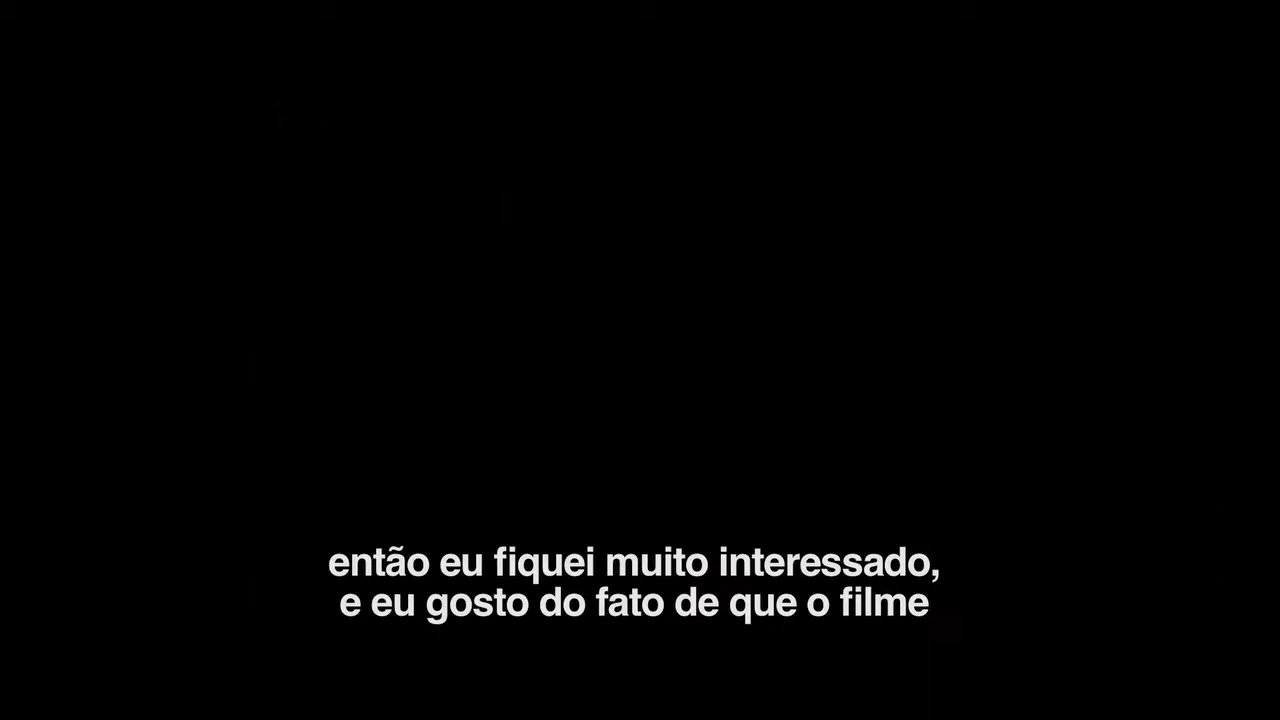 então eu fiquei muito interessado,
e eu gosto do fato de que o filme